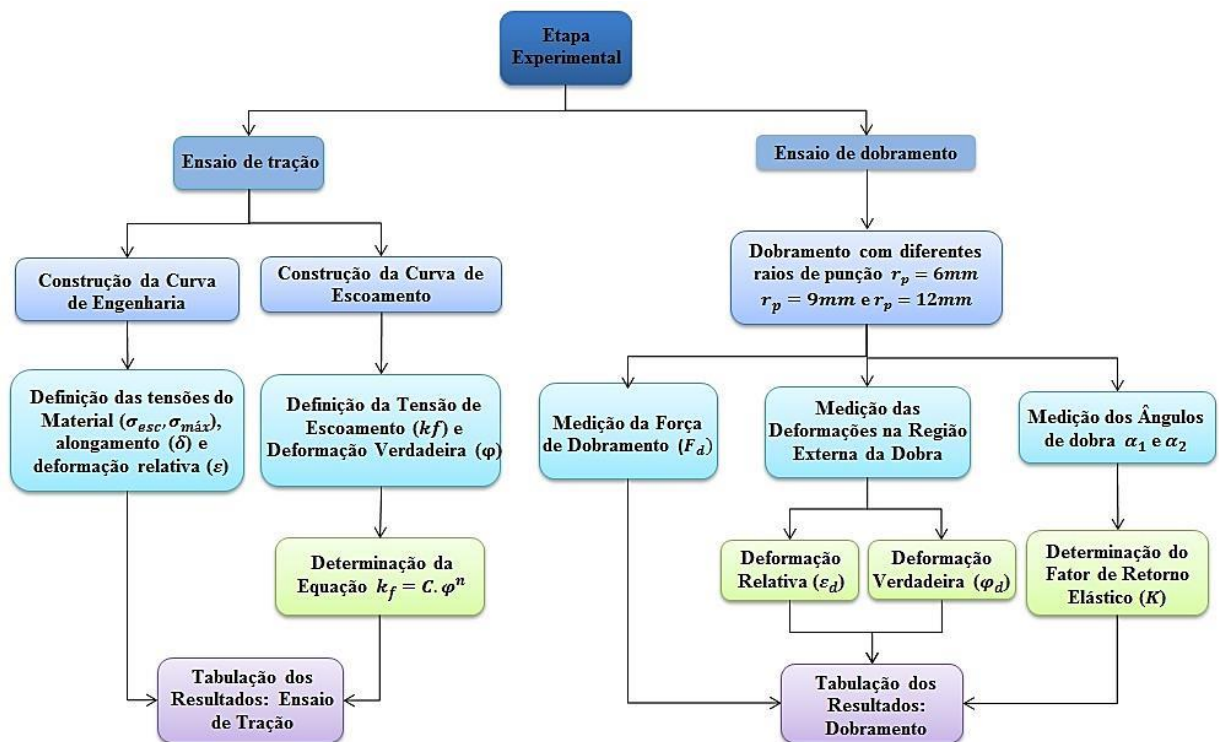 Etapa
Experimental
Ensaio de tração
Ensaio de dobramento
Construção da Curva
de Engenharia
Construção da Curva de
Escoamento
Dobramento com diferentes
raios de punção r_p = 6mm
r_p = 9mm e r_p = 12mm
Definição das tensões do
Material (σ_esc, σ_máx),
alongamento (δ) e
deformação relativa (ε)
Definição da Tensão de
Escoamento (kf) e
Deformação Verdadeira (φ)
Medição da Força
de Dobramento (F_d)
Medição das
Deformações na Região
Externa da Dobra
Medição dos Ângulos
de dobra α_1 e α_2
Determinação da
Equação k_f = C. φ^n
Deformação
Relativa (ε_d)
Deformação
Verdadeira (φ_d)
Determinação do
Fator de Retorno
Elástico (K)
Tabulação dos
Resultados: Ensaio
de Tração
Tabulação dos
Resultados:
Dobramento